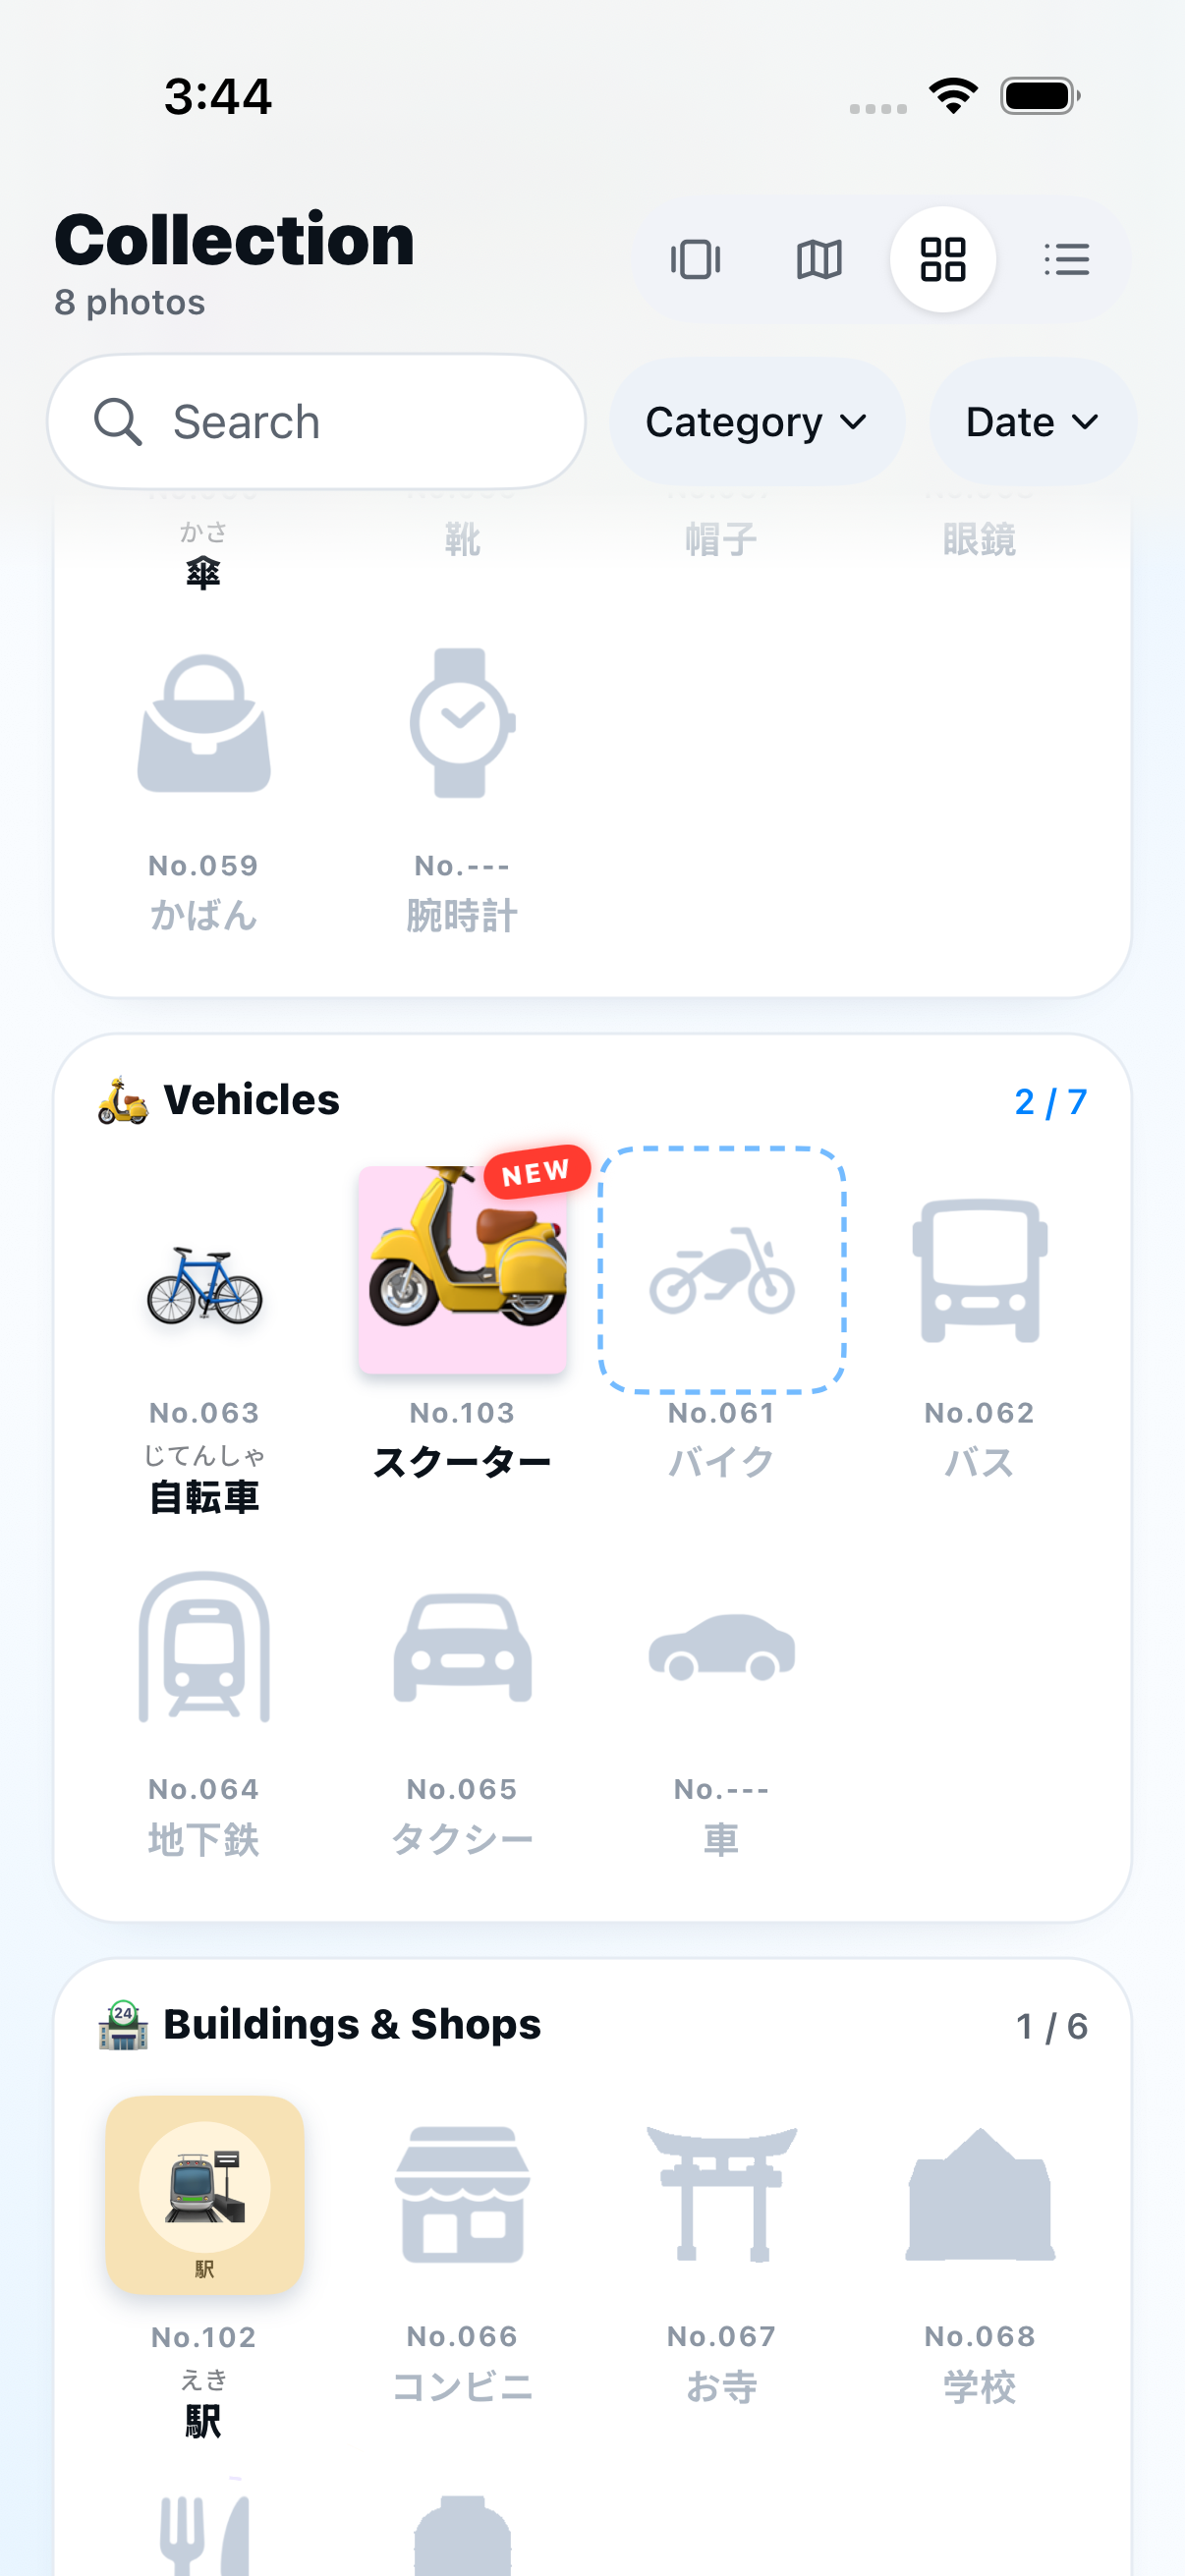 3:44
Collection
8 photos
Search
Category
Date
かさ
傘
靴
帽子
眼鏡
No.059
かばん
No.---
腕時計
Vehicles
2 / 7
NEW
No.063
じてんしゃ
自転車
No.103
スクーター
No.061
バイク
No.062
バス
No.064
地下鉄
No.065
タクシー
No.---
車
24
Buildings & Shops
1 / 6
駅
No.102
えき
駅
No.066
コンビニ
No.067
お寺
No.068
学校